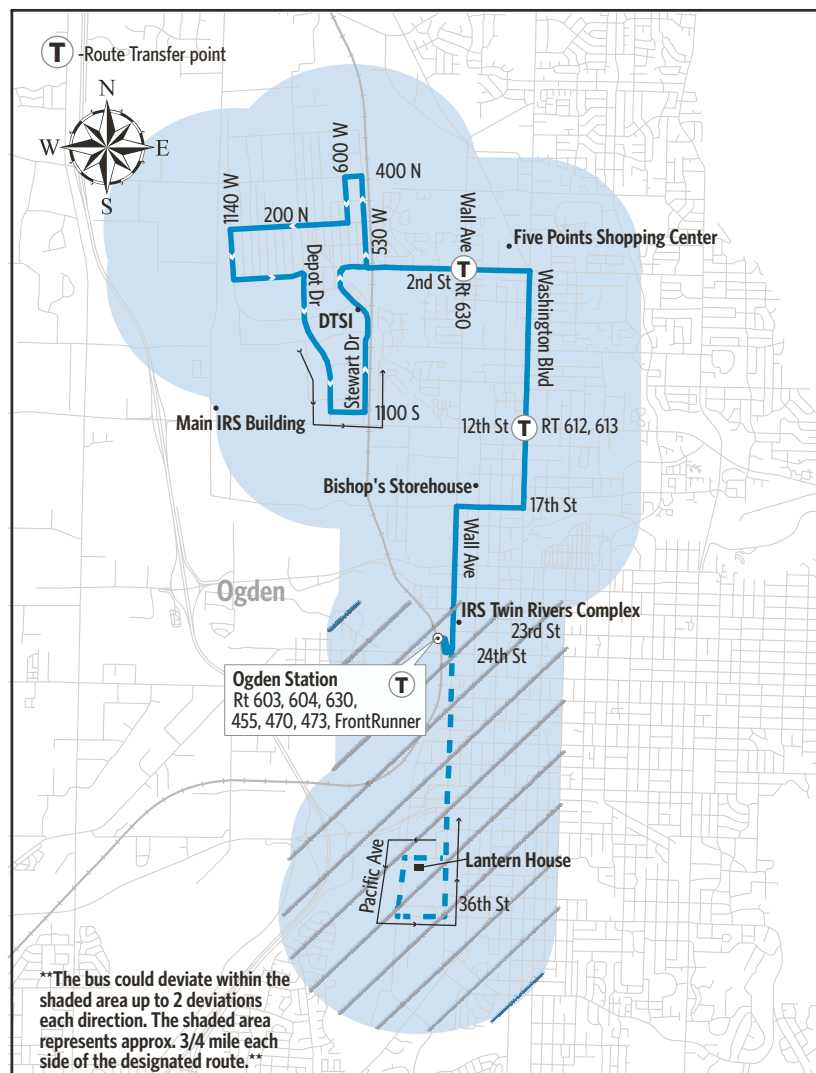 T -Route Transfer point
N
W
E
S
600 W
400 N
1140 W
200 N
530 W
Wall Ave
Five Points Shopping Center
Depot Dr
2nd St
T
Rt 630
DTSI
Washington Blvd
Stewart Dr
Main IRS Building
1100 S
12th St T RT 612, 613
Bishop's Storehouse
17th St
Wall Ave
Ogden
IRS Twin Rivers Complex
23rd St
24th St
Ogden Station T
Rt 603, 604, 630,
455, 470, 473, FrontRunner
Pacific Ave
Lantern House
36th St
**The bus could deviate within the
shaded area up to 2 deviations
each direction. The shaded area
represents approx. 3/4 mile each
side of the designated route.**